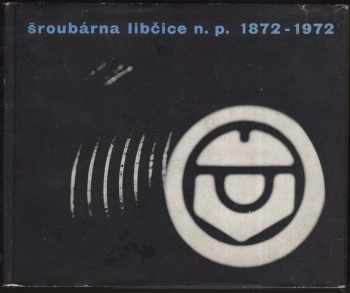 šroubárna libčice n. p. 1872 - 1972